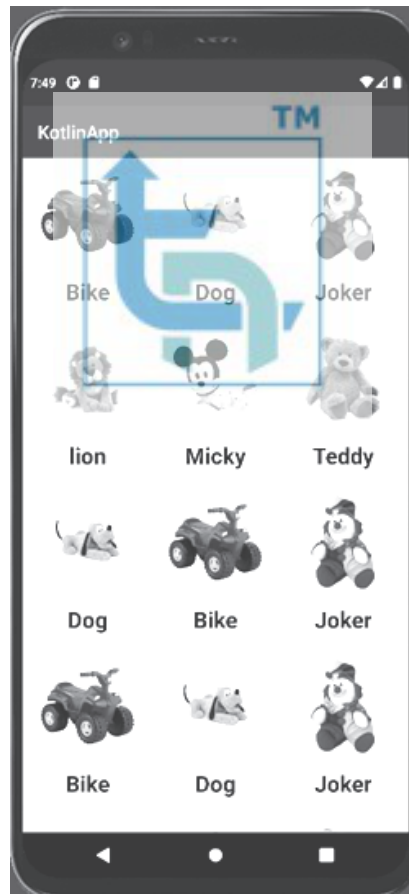 7:49
TM
KotlinApp
Bike Dog Joker
lion Micky Teddy
Dog Bike Joker
Bike Dog Joker